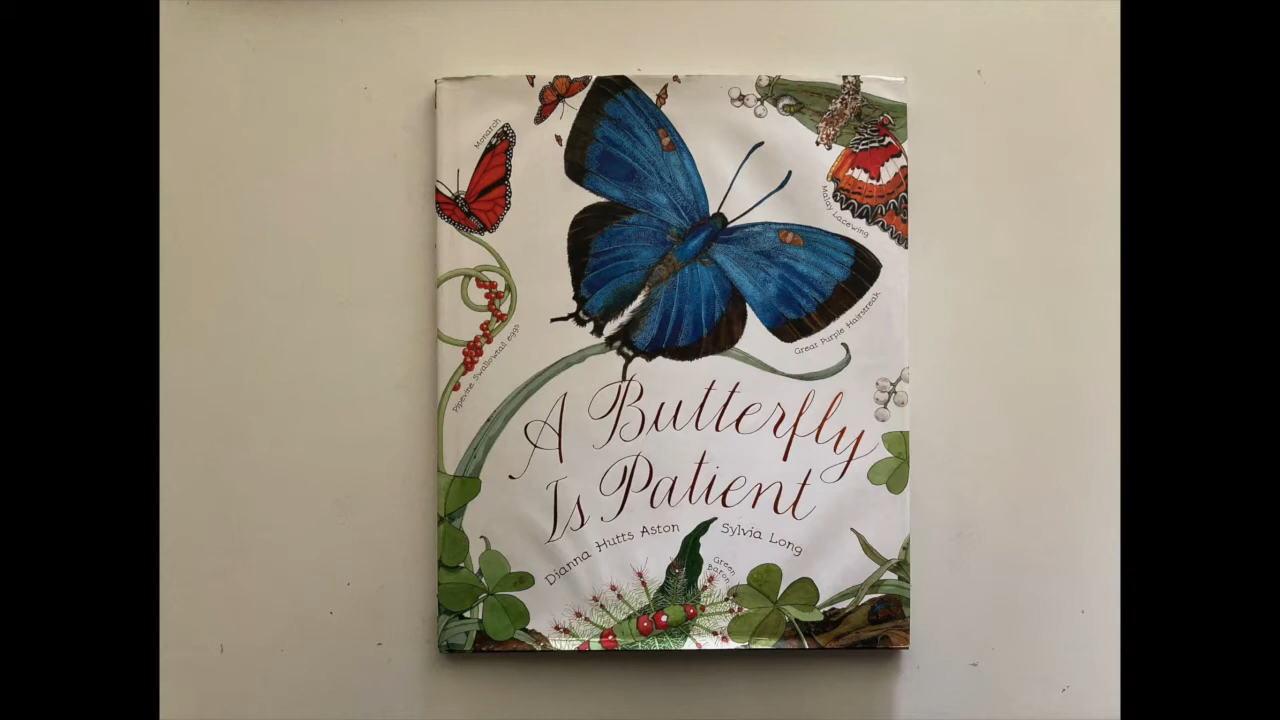 Monarch
Malay Lacewing
Great Purple Hairstreak
Pipevine Swallowtail eggs
A Butterfly
Is Patient
Dianna Hutts Aston
Sylvia Long
Green
Baron